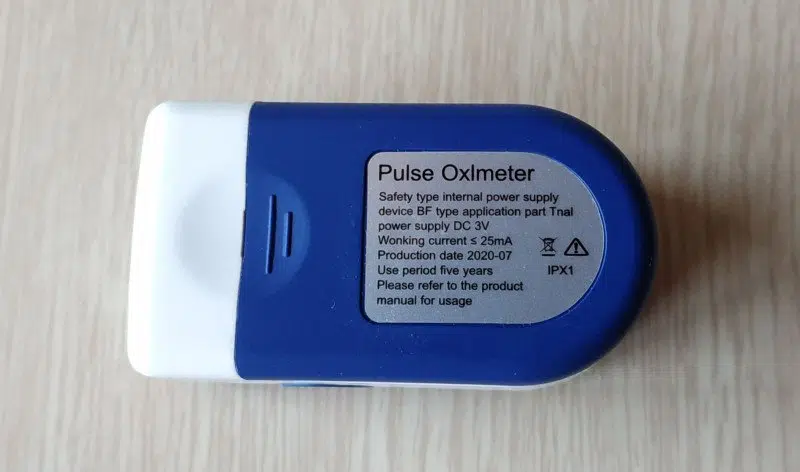 Pulse Oxlmeter
Safety type internal power supply
device BF type application part Tnal
power supply DC 3V
Wonking current ≤ 25mA
Production date 2020-07
Use period five years
IPX1
Please refer to the product
manual for usage